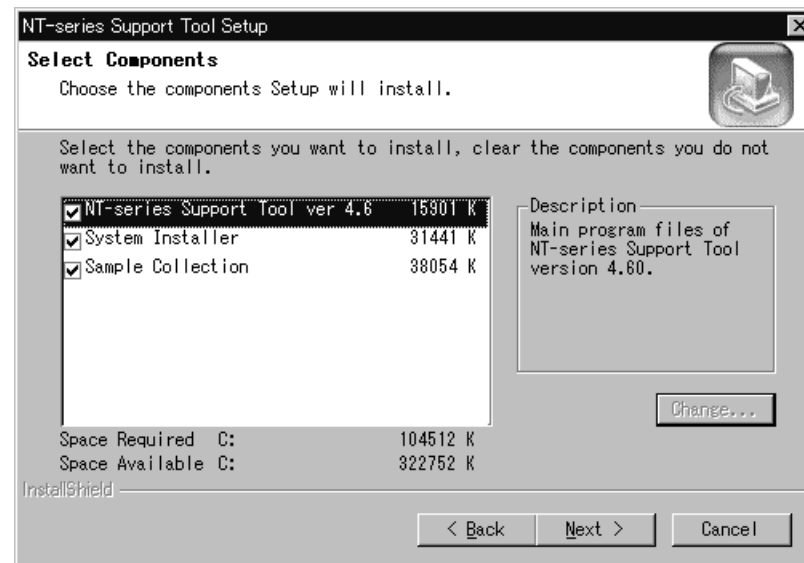 NT-series Support Tool Setup
Select Components
Choose the components Setup will install.
Select the components you want to install, clear the components you do not
want to install.
NT-series Support Tool ver 4.6 15901 K
System Installer 31441 K
Sample Collection 38054 K
Description
Main program files of
NT-series Support Tool
version 4.60.
Change...
Space Required C: 104512 K
Space Available C: 322752 K
InstallShield
< Back Next > Cancel